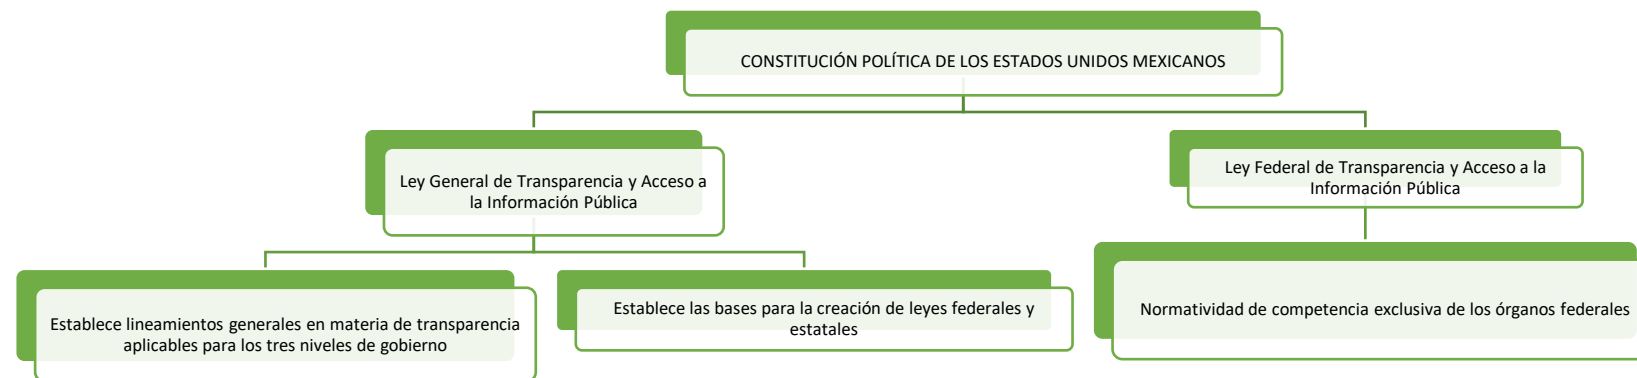 CONSTITUCIÓN POLÍTICA DE LOS ESTADOS UNIDOS MEXICANOS
Ley General de Transparencia y Acceso a
la Información Pública
Ley Federal de Transparencia y Acceso a la
Información Pública
Establece lineamientos generales en materia de transparencia
aplicables para los tres niveles de gobierno
Establece las bases para la creación de leyes federales y
estatales
Normatividad de competencia exclusiva de los órganos federales